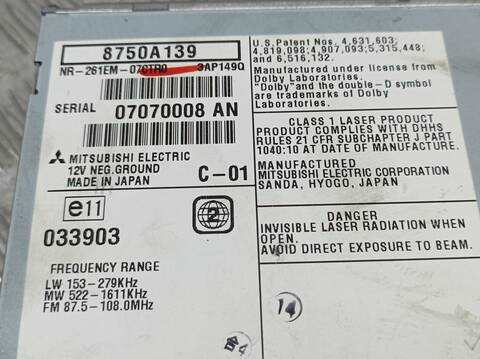 8750A139
NR-261EM-07CTR0 3AP149Q
SERIAL 07070008 AN
MITSUBISHI ELECTRIC
12V NEG.GROUND
MADE IN JAPAN
C-01
e11
033903
2
FREQUENCY RANGE
LW 153-279KHz
MW 522-1611KHz
FM 87.5-108.0MHz
U.S.Patent Nos. 4,631,603;
4,819,098;4,907,093;5,315,448;
and 6,516,132.
Manufactured under license from
Dolby Laboratories.
"Dolby" and the double-D symbol
are trademarks of Dolby
Laboratories.
CLASS 1 LASER PRODUCT
PRODUCT COMPLIES WITH DHHS
RULES 21 CFR SUBCHAPTER J PART
1040:10 AT DATE OF MANUFACTURE.
MANUFACTURED
MITSUBISHI ELECTRIC CORPORATION
SANDA, HYOGO, JAPAN
DANGER
INVISIBLE LASER RADIATION WHEN
OPEN.
AVOID DIRECT EXPOSURE TO BEAM.
14